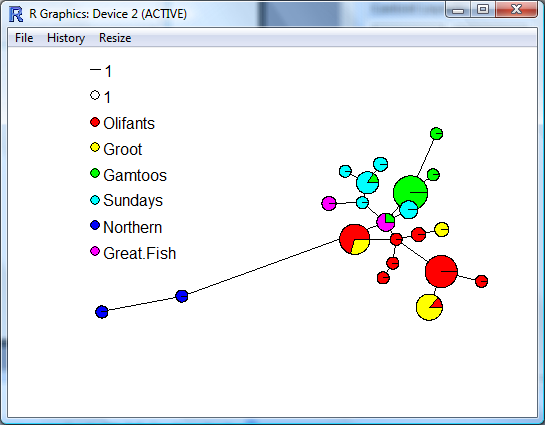 R Graphics: Device 2 (ACTIVE)
File History Resize
1
1
Olifants
Groot
Gamtoos
Sundays
Northern
Great.Fish